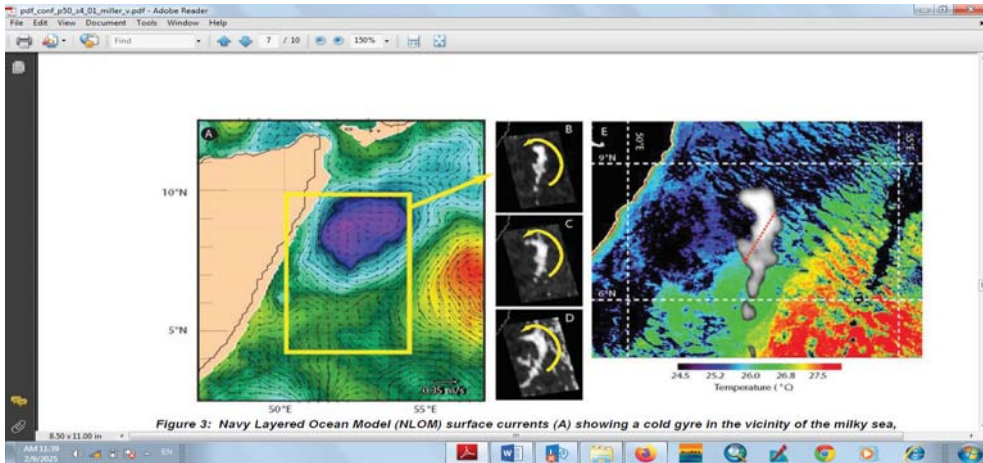 pdf_conf_p50_s4_01_miller_v.pdf - Adobe Reader
File Edit View Document Tools Window Help
Find
7 / 10
150%
A
10°N
5°N
50°E
55°E
0.35 m/s
B
C
D
E
50°E
55°E
9°N
6°N
24.5 25.2 26.0 26.8 27.5
Temperature (°C)
Figure 3: Navy Layered Ocean Model (NLOM) surface currents (A) showing a cold gyre in the vicinity of the milky sea,
8.50 x 11.00 in
AM 11:39
2/9/2025
EN